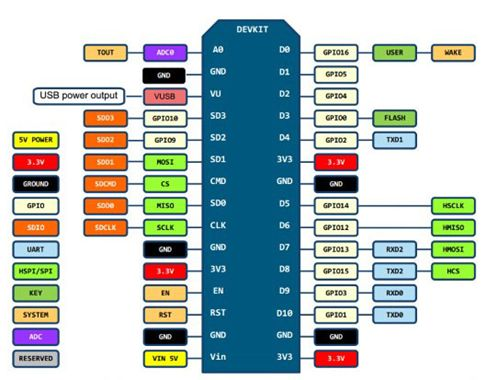 DEVKIT
TOUT ADC0 A0 D0 GPIO16 USER WAKE
GND GND D1 GPIO5
USB power output VUSB VU D2 GPIO4
SDD3 GPIO10 SD3 D3 GPIO0 FLASH
5V POWER SDD2 GPIO9 SD2 D4 GPIO2 TXD1
3.3V SDD1 MOSI SD1 3V3 3.3V
GROUND SDCMD CS CMD GND GND
GPIO SDD0 MISO SD0 D5 GPIO14 HSCLK
SDIO SDCLK SCLK CLK D6 GPIO12 HMISO
UART GND GND D7 GPIO13 RXD2 HMOSI
HSPI/SPI 3.3V 3V3 D8 GPIO15 TXD2 HCS
KEY EN EN D9 GPIO3 RXD0
SYSTEM RST RST D10 GPIO1 TXD0
ADC GND GND GND GND
RESERVED VIN 5V Vin 3V3 3.3V